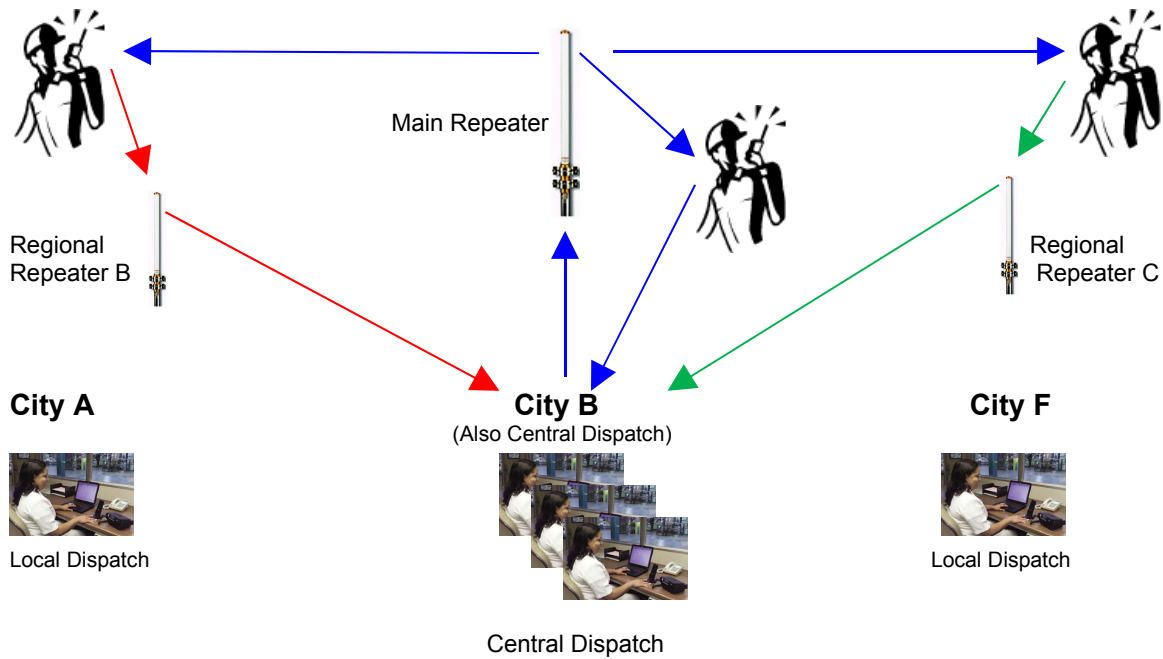 Main Repeater
Regional
Repeater B
Regional
Repeater C
City A
City B
(Also Central Dispatch)
City F
Local Dispatch
Local Dispatch
Central Dispatch